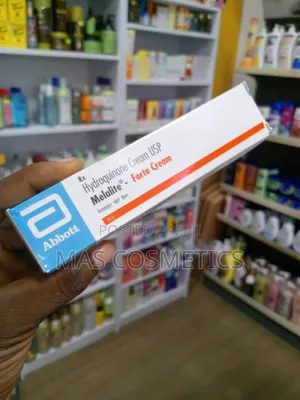 Rx
Hydroquinone Cream USP
Melalite - Forte Cream
Abbott
MAS COSMETICS